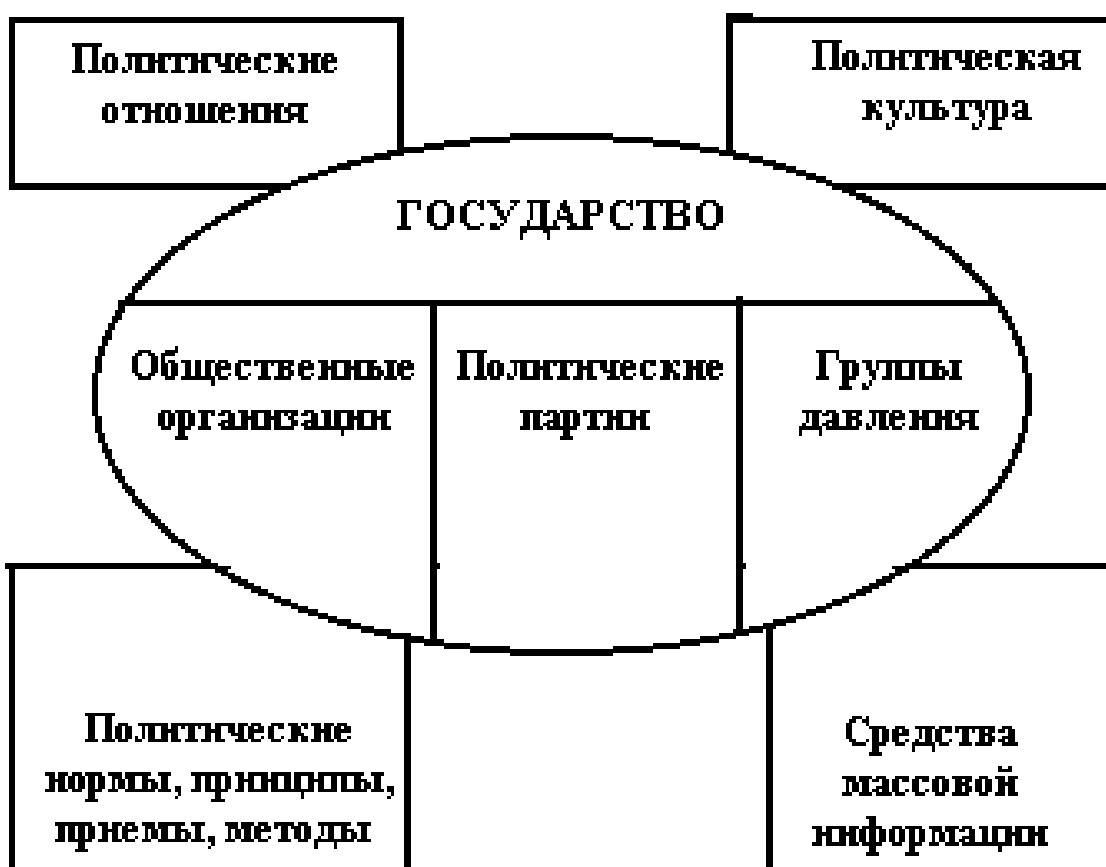 Политические
отношения
Политическая
культура
ГОСУДАРСТВО
Общественные
организации
Политические
партии
Группы
давления
Политические
нормы, принципы,
приемы, методы
Средства
массовой
информации